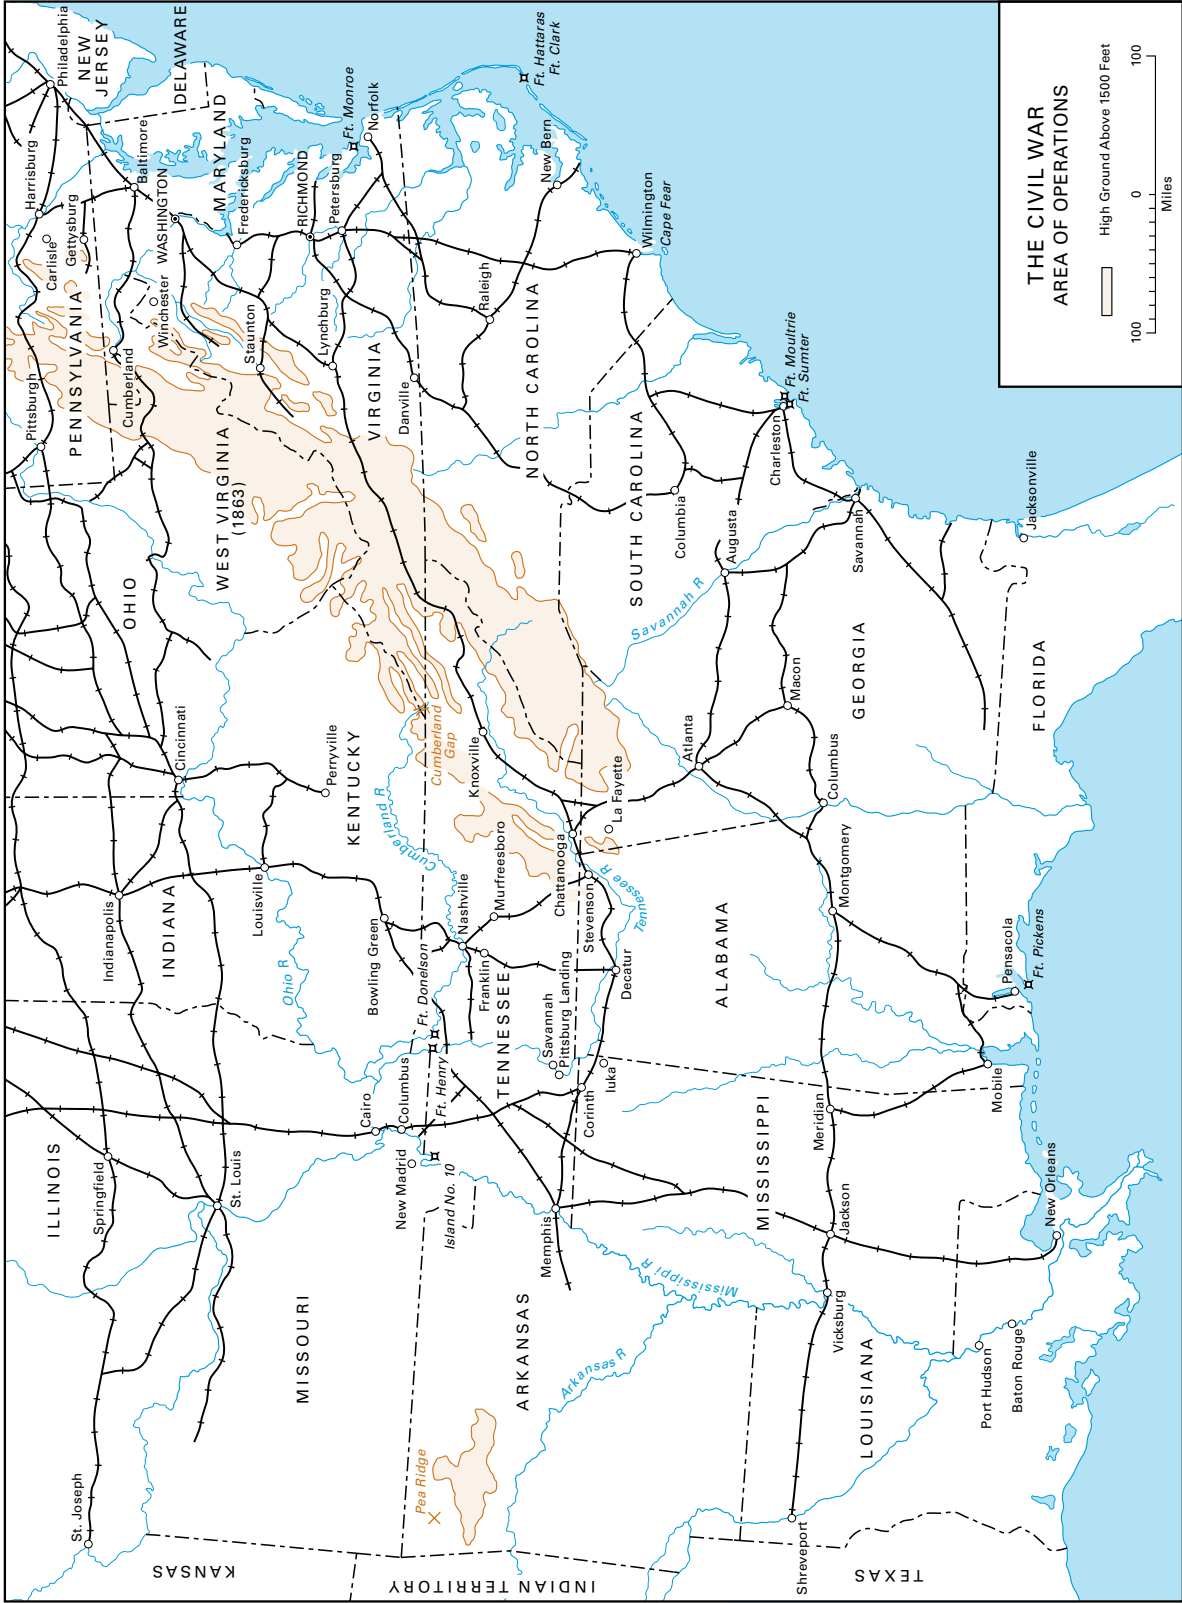 THE CIVIL WAR
AREA OF OPERATIONS
High Ground Above 1500 Feet
100
0
100
Miles
ILLINOIS
INDIANA
OHIO
PENNSYLVANIA
NEW
JERSEY
DELAWARE
MARYLAND
WEST VIRGINIA
(1863)
VIRGINIA
KENTUCKY
MISSOURI
KANSAS
INDIAN TERRITORY
ARKANSAS
TENNESSEE
NORTH CAROLINA
SOUTH CAROLINA
GEORGIA
ALABAMA
MISSISSIPPI
LOUISIANA
TEXAS
FLORIDA
St. Joseph
Springfield
St. Louis
Indianapolis
Cincinnati
Louisville
Perryville
Bowling Green
Cairo
Columbus
New Madrid
Island No. 10
Ft. Henry
Ft. Donelson
Nashville
Franklin
Murfreesboro
Knoxville
Cumberland
Gap
Chattanooga
Stevenson
La Fayette
Decatur
Savannah
Pittsburg Landing
Corinth
Iuka
Memphis
Pea Ridge
Pittsburgh
Harrisburg
Carlisle
Gettysburg
Philadelphia
Baltimore
WASHINGTON
Cumberland
Winchester
Fredericksburg
Staunton
Lynchburg
RICHMOND
Petersburg
Ft. Monroe
Norfolk
Danville
Raleigh
New Bern
Ft. Hattaras
Ft. Clark
Wilmington
Cape Fear
Columbia
Charleston
Ft. Moultrie
Ft. Sumter
Augusta
Savannah
Atlanta
Macon
Columbus
Montgomery
Jacksonville
Pensacola
Ft. Pickens
Mobile
Meridian
Jackson
Vicksburg
Shreveport
Port Hudson
Baton Rouge
New Orleans
Ohio R
Cumberland R
Tennessee R
Savannah R
Mississippi R
Arkansas R